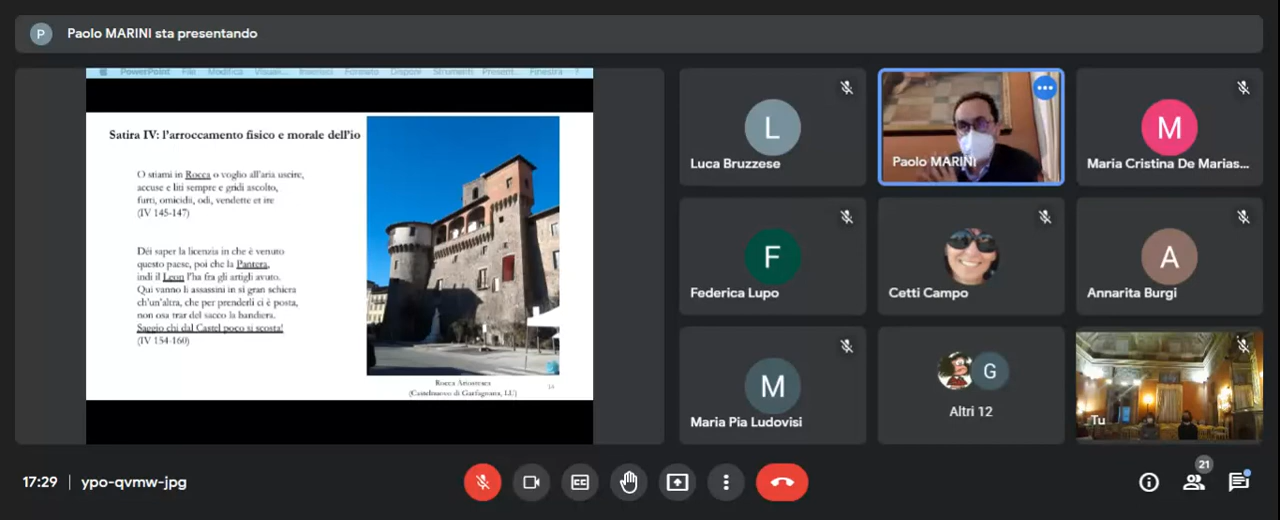 P
Paolo MARINI sta presentando
PowerPoint File Modifica Visualiz... Inserisci Formato Disponi Strumenti Present... Finestra ?
Satira IV: l'arroccamento fisico e morale dell'io
O stiami in Rocca o voglio all'aria uscire,
accuse e liti sempre e gridi ascolto,
furti, omicidii, odi, vendette et ire
(IV 145-147)
Déi saper la licenzia in che è venuto
questo paese, poi che la Pantera,
indi il Leon l'ha fra gli artigli avuto.
Qui vanno li assassini in sì gran schiera
ch'un'altra, che per prenderli ci è posta,
non osa trar del sacco la bandiera.
Saggio chi dal Castel poco si scosta!
(IV 154-160)
Rocca Ariostesca
(Castelnuovo di Garfagnana, LU)
L
Luca Bruzzese
Paolo MARINI
M
Maria Cristina De Marias...
F
Federica Lupo
Cetti Campo
A
Annarita Burgi
M
Maria Pia Ludovisi
G
Altri 12
Tu
17:29 | ypo-qvmw-jpg
CC
21